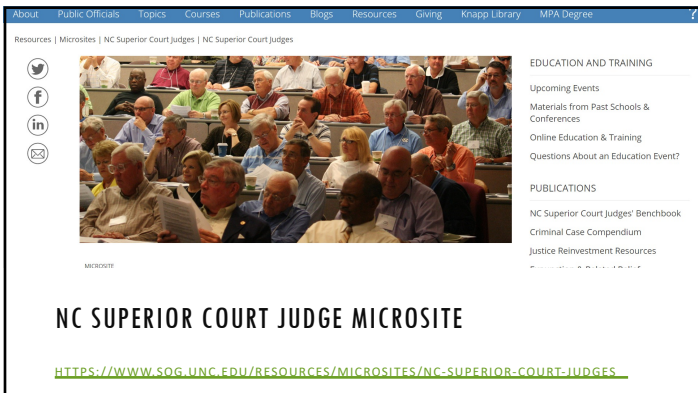 About Public Officials Topics Courses Publications Blogs Resources Giving Knapp Library MPA Degree ?
Resources | Microsites | NC Superior Court Judges | NC Superior Court Judges
EDUCATION AND TRAINING
Upcoming Events
Materials from Past Schools &
Conferences
Online Education & Training
Questions About an Education Event?
PUBLICATIONS
NC Superior Court Judges' Benchbook
Criminal Case Compendium
Justice Reinvestment Resources
MICROSITE
NC SUPERIOR COURT JUDGE MICROSITE
HTTPS://WWW.SOG.UNC.EDU/RESOURCES/MICROSITES/NC-SUPERIOR-COURT-JUDGES